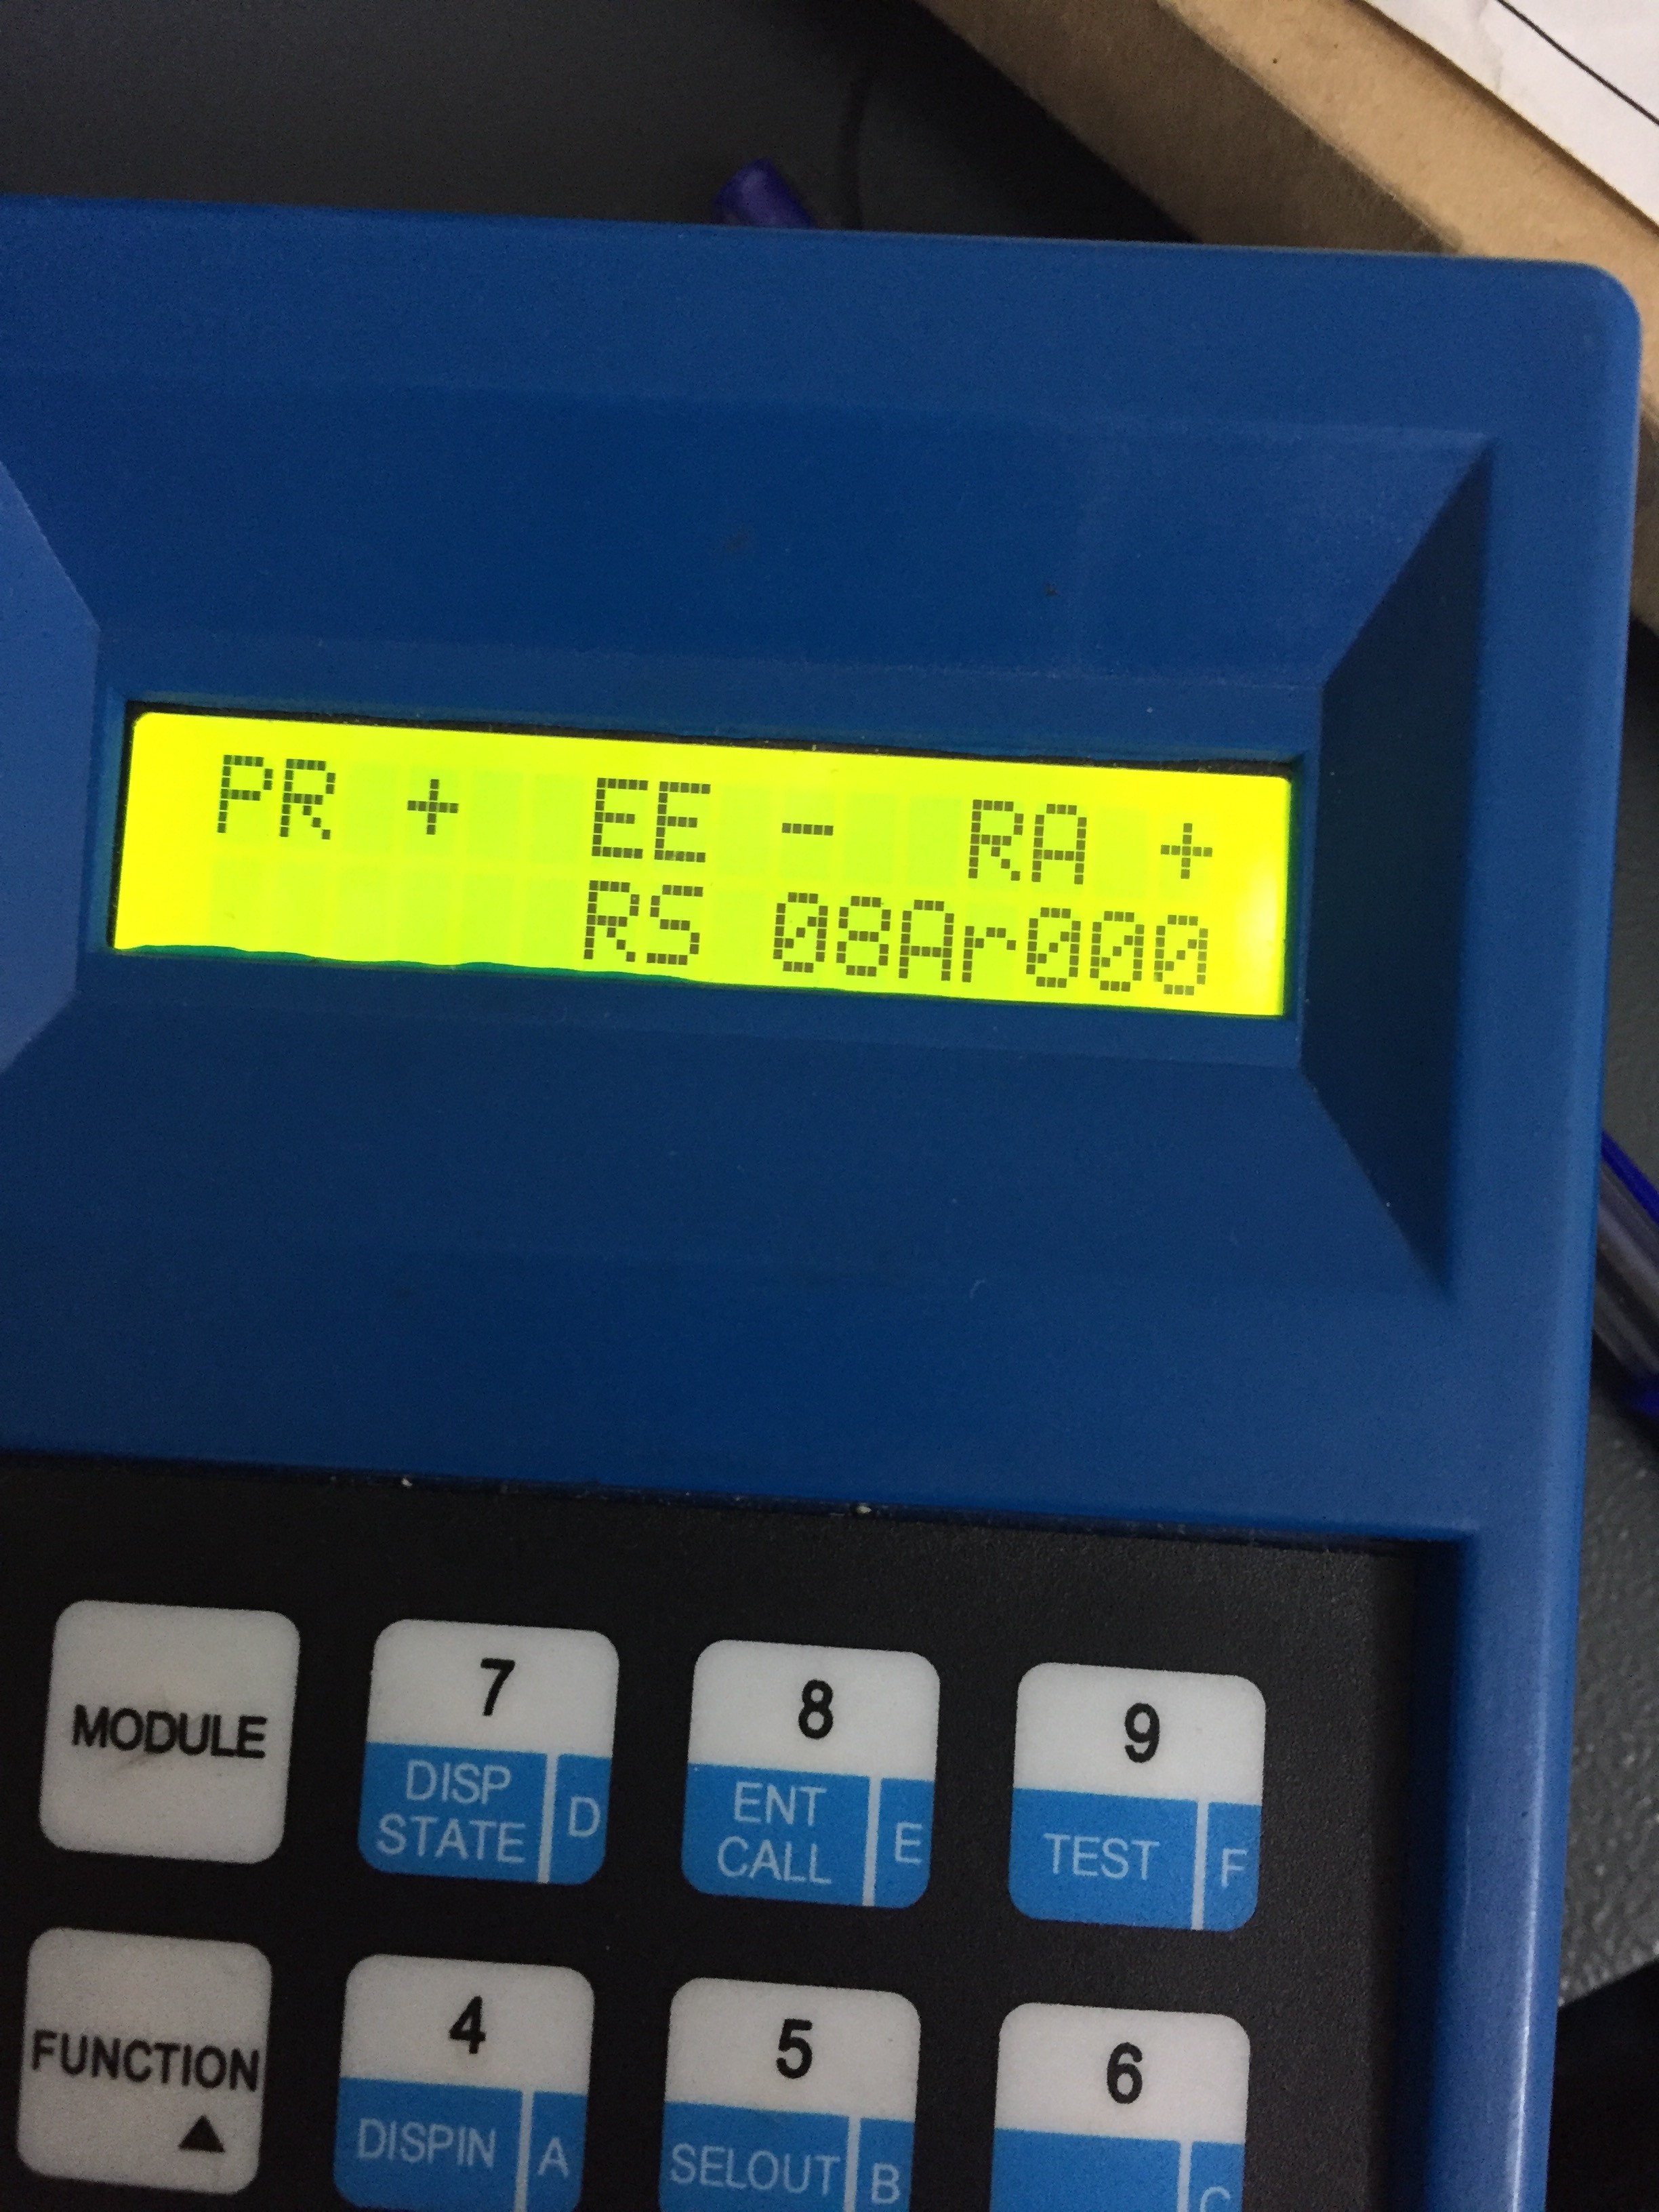 PR + EE - RA +
RS 08Ar000
MODULE
7
DISP
STATE D
8
ENT
CALL E
9
TEST F
FUNCTION
▲
4
DISPIN A
5
SELOUT B
6
C